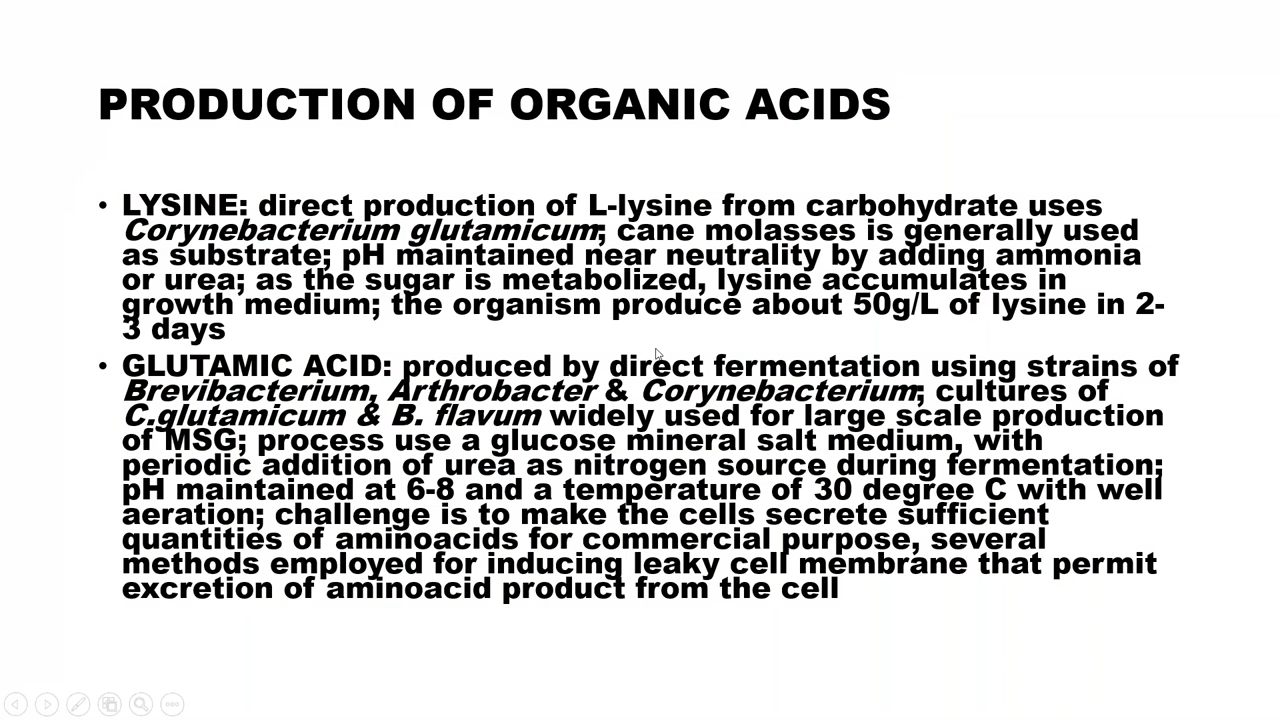 PRODUCTION OF ORGANIC ACIDS
• LYSINE: direct production of L-lysine from carbohydrate uses
Corynebacterium glutamicum; cane molasses is generally used
as substrate; pH maintained near neutrality by adding ammonia
or urea; as the sugar is metabolized, lysine accumulates in
growth medium; the organism produce about 50g/L of lysine in 2-
3 days
• GLUTAMIC ACID: produced by direct fermentation using strains of
Brevibacterium, Arthrobacter & Corynebacterium; cultures of
C.glutamicum & B. flavum widely used for large scale production
of MSG; process use a glucose mineral salt medium, with
periodic addition of urea as nitrogen source during fermentation;
pH maintained at 6-8 and a temperature of 30 degree C with well
aeration; challenge is to make the cells secrete sufficient
quantities of aminoacids for commercial purpose, several
methods employed for inducing leaky cell membrane that permit
excretion of aminoacid product from the cell